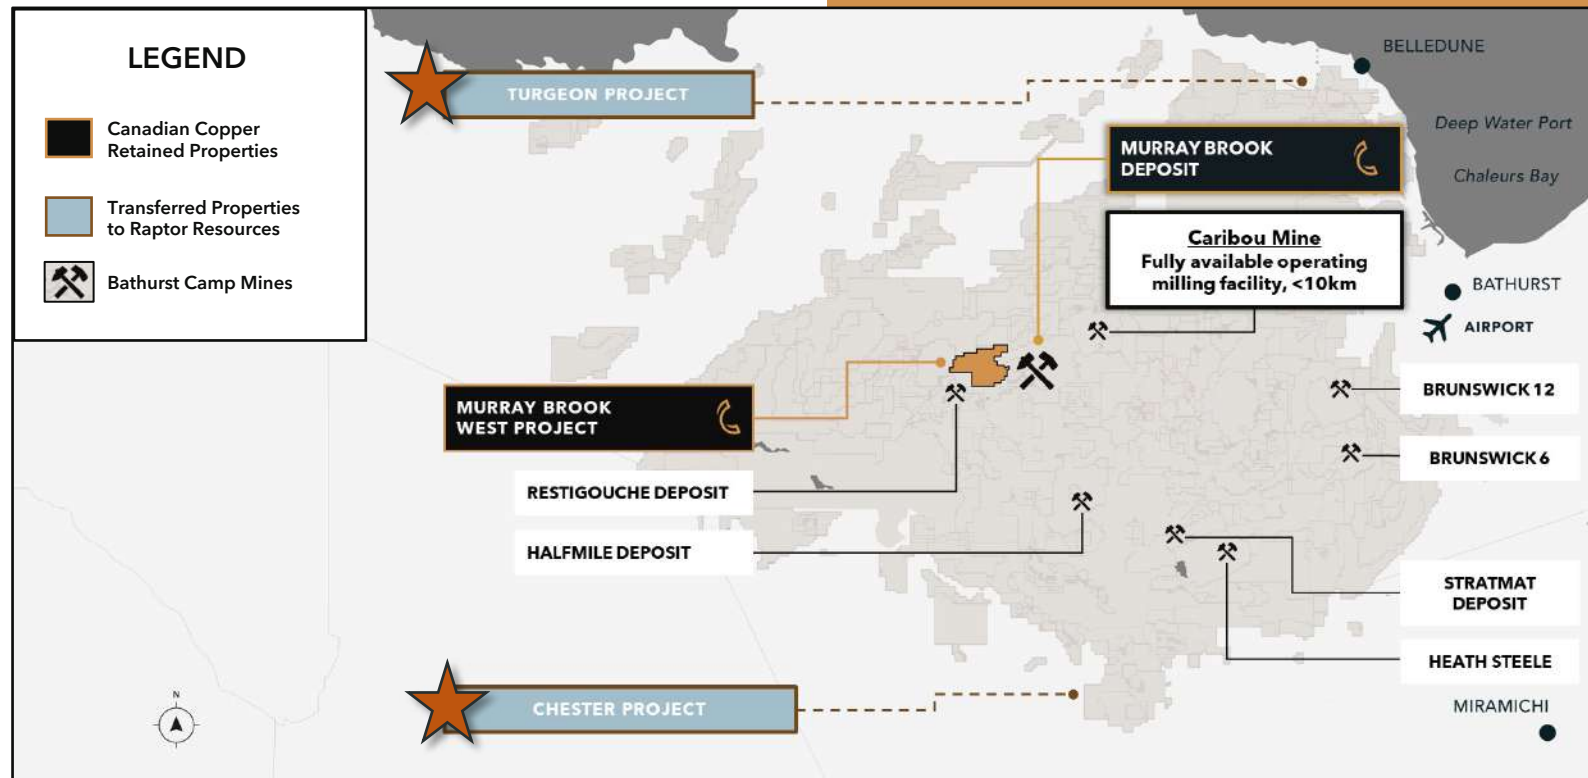 LEGEND
Canadian Copper
Retained Properties
Transferred Properties
to Raptor Resources
Bathurst Camp Mines
TURGEON PROJECT
BELLEDUNE
Deep Water Port
Chaleurs Bay
MURRAY BROOK
DEPOSIT
Caribou Mine
Fully available operating
milling facility, <10km
BATHURST
AIRPORT
MURRAY BROOK
WEST PROJECT
BRUNSWICK 12
BRUNSWICK 6
RESTIGOUCHE DEPOSIT
HALFMILE DEPOSIT
STRATMAT
DEPOSIT
HEATH STEELE
CHESTER PROJECT
MIRAMICHI
N